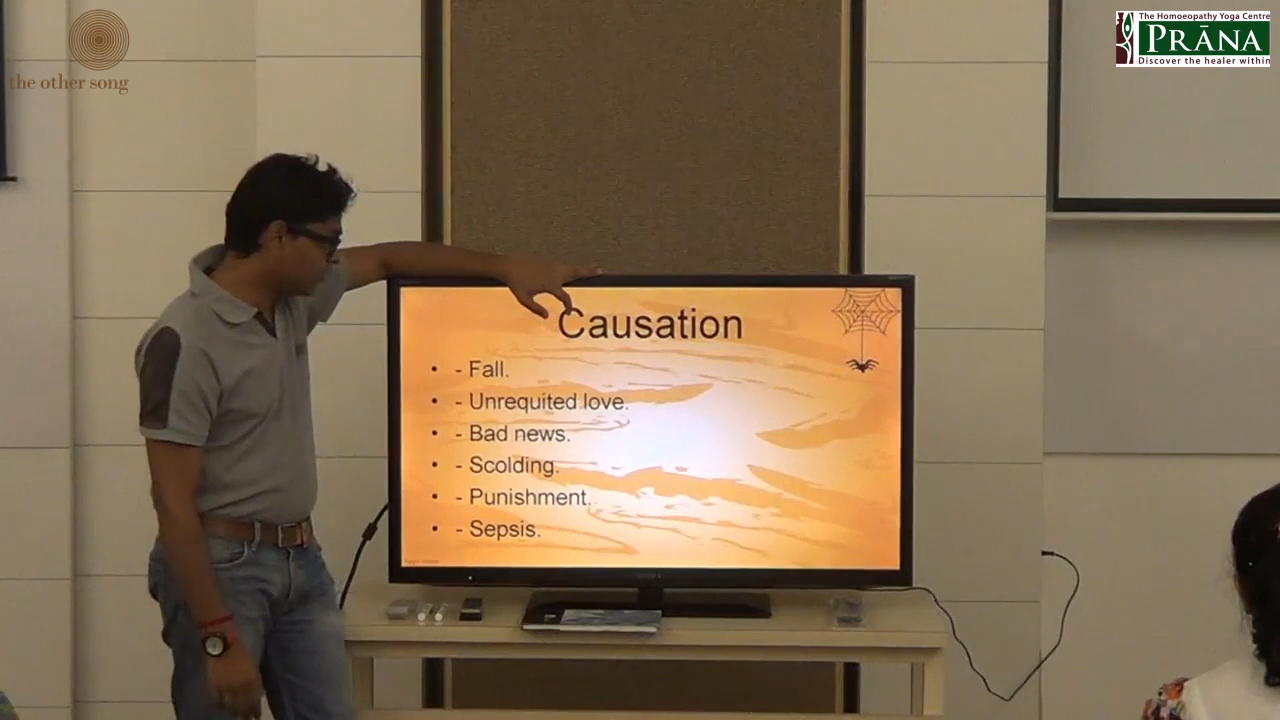 the other song
The Homoeopathy Yoga Centre
PRĀNA
Discover the healer within
Causation
• - Fall.
• - Unrequited love.
• - Bad news.
• - Scolding.
• - Punishment.
• - Sepsis.